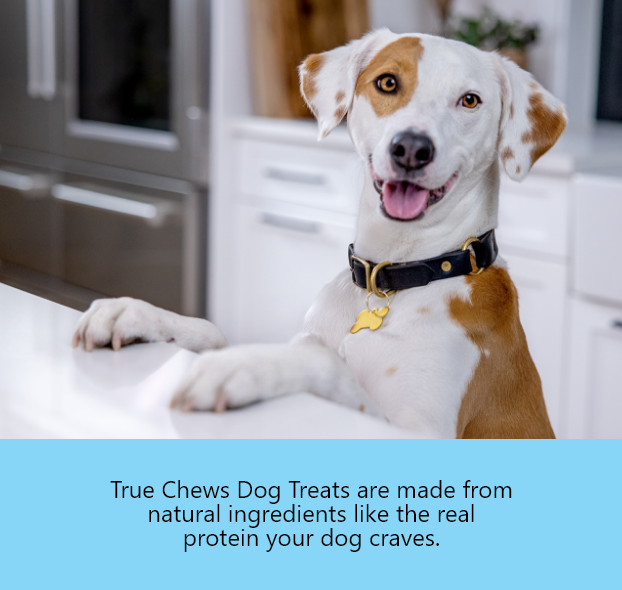 True Chews Dog Treats are made from
natural ingredients like the real
protein your dog craves.